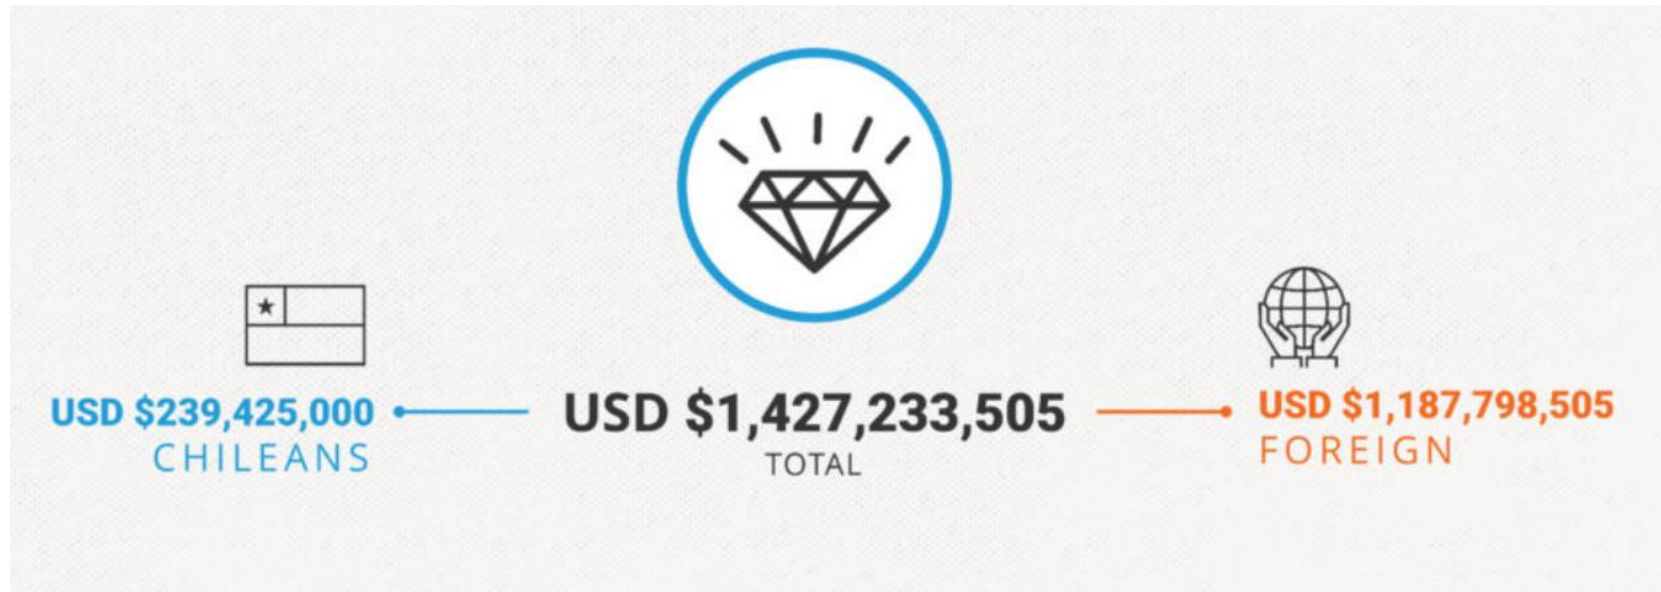 USD $239,425,000
CHILEANS
USD $1,427,233,505
TOTAL
USD $1,187,798,505
FOREIGN